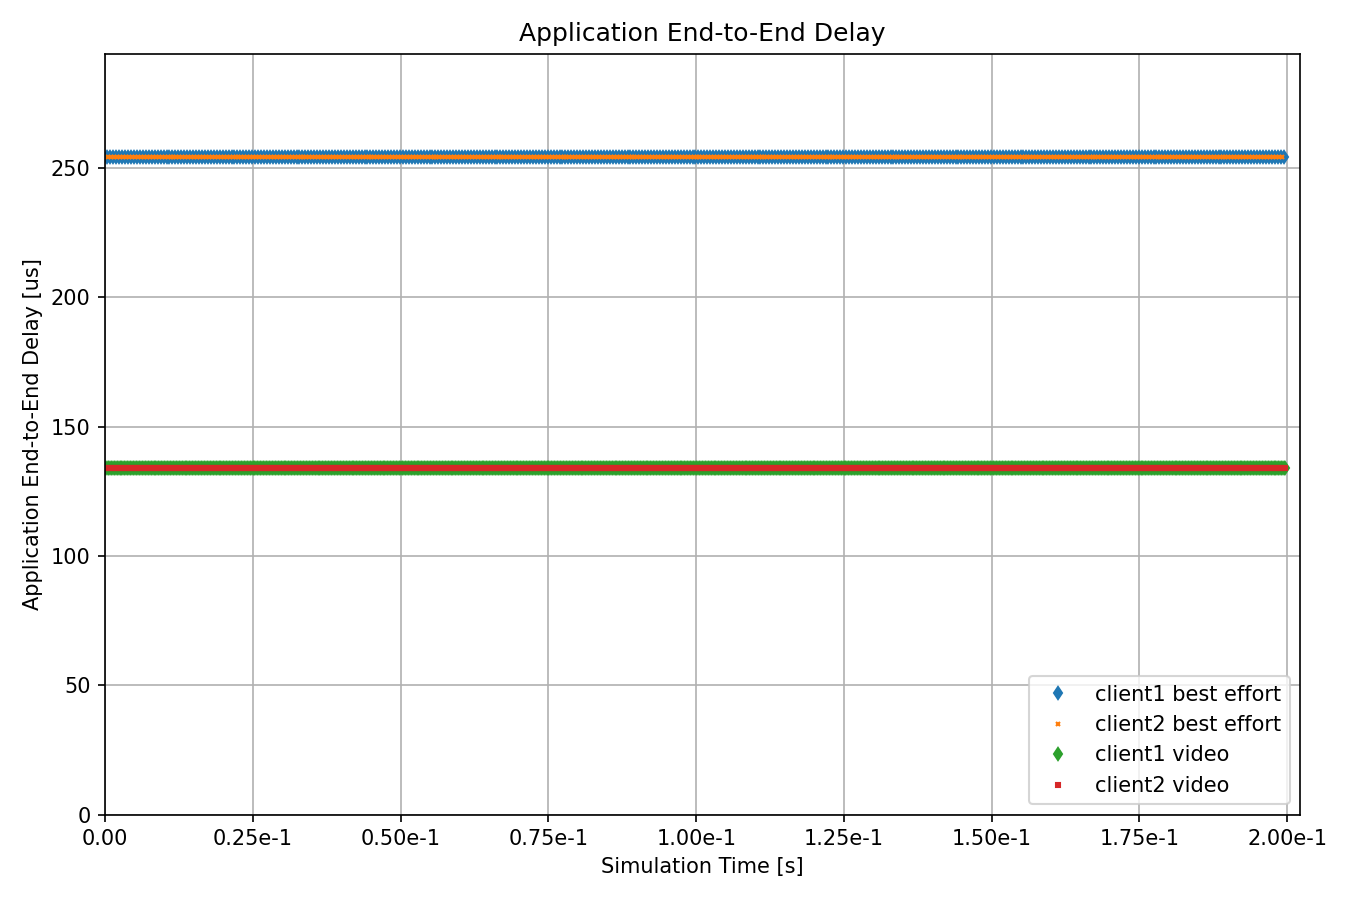 Application End-to-End Delay
Application End-to-End Delay [us]
250
200
150
100
50
0
0.00 0.25e-1 0.50e-1 0.75e-1 1.00e-1 1.25e-1 1.50e-1 1.75e-1 2.00e-1
Simulation Time [s]
client1 best effort
client2 best effort
client1 video
client2 video